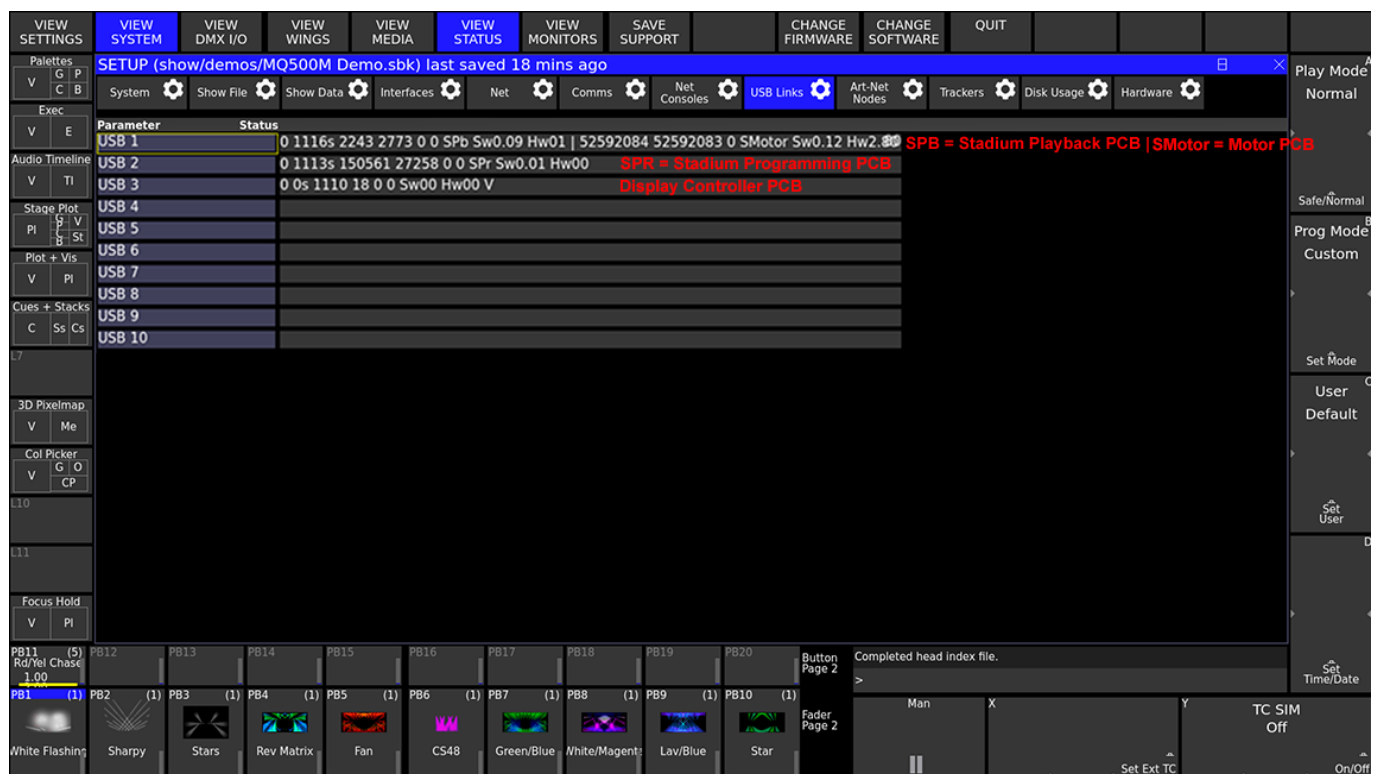 VIEW SETTINGS VIEW SYSTEM VIEW DMX I/O VIEW WINGS VIEW MEDIA VIEW STATUS VIEW MONITORS SAVE SUPPORT CHANGE FIRMWARE CHANGE SOFTWARE QUIT
SETUP (show/demos/MQ500M Demo.sbk) last saved 18 mins ago
System Show File Show Data Interfaces Net Comms Net Consoles USB Links Art-Net Nodes Trackers Disk Usage Hardware
Parameter Status
USB 1 0 1116s 2243 2773 0 0 SPb Sw0.09 Hw01 | 52592084 52592083 0 SMotor Sw0.12 SPB = Stadium Playback PCB |SMotor = Motor PCB
USB 2 0 1113s 150561 27258 0 0 SPr Sw0.01 Hw00 SPR = Stadium Programming PCB
USB 3 0 0s 1110 18 0 0 Sw00 Hw00 V Display Controller PCB
USB 4
USB 5
USB 6
USB 7
USB 8
USB 9
USB 10
Palettes
V G P C B
Exec
V E
Audio Timeline
V TI
Stage Plot
PI V St
Plot + Vis
V PI
Cues + Stacks
C Ss Cs
L7
3D Pixelmap
V Me
Col Picker
V G O CP
L10
L11
Focus Hold
V PI
A
Play Mode
Normal
Safe/Normal
B
Prog Mode
Custom
Set Mode
C
User
Default
Set
User
D
Set
Time/Date
PB11 (5) PB12 PB13 PB14 PB15 PB16 PB17 PB18 PB19 PB20
Rd/Yel Chase
1.00
Button
Page 2
Completed head index file.
>
PB1 (1) PB2 (1) PB3 (1) PB4 (1) PB5 (1) PB6 (1) PB7 (1) PB8 (1) PB9 (1) PB10 (1)
Fader
Page 2
White Flashing Sharpy Stars Rev Matrix Fan CS48 Green/Blue White/Magent Lav/Blue Star
Man X Y
TC SIM
Off
Set Ext TC On/Off